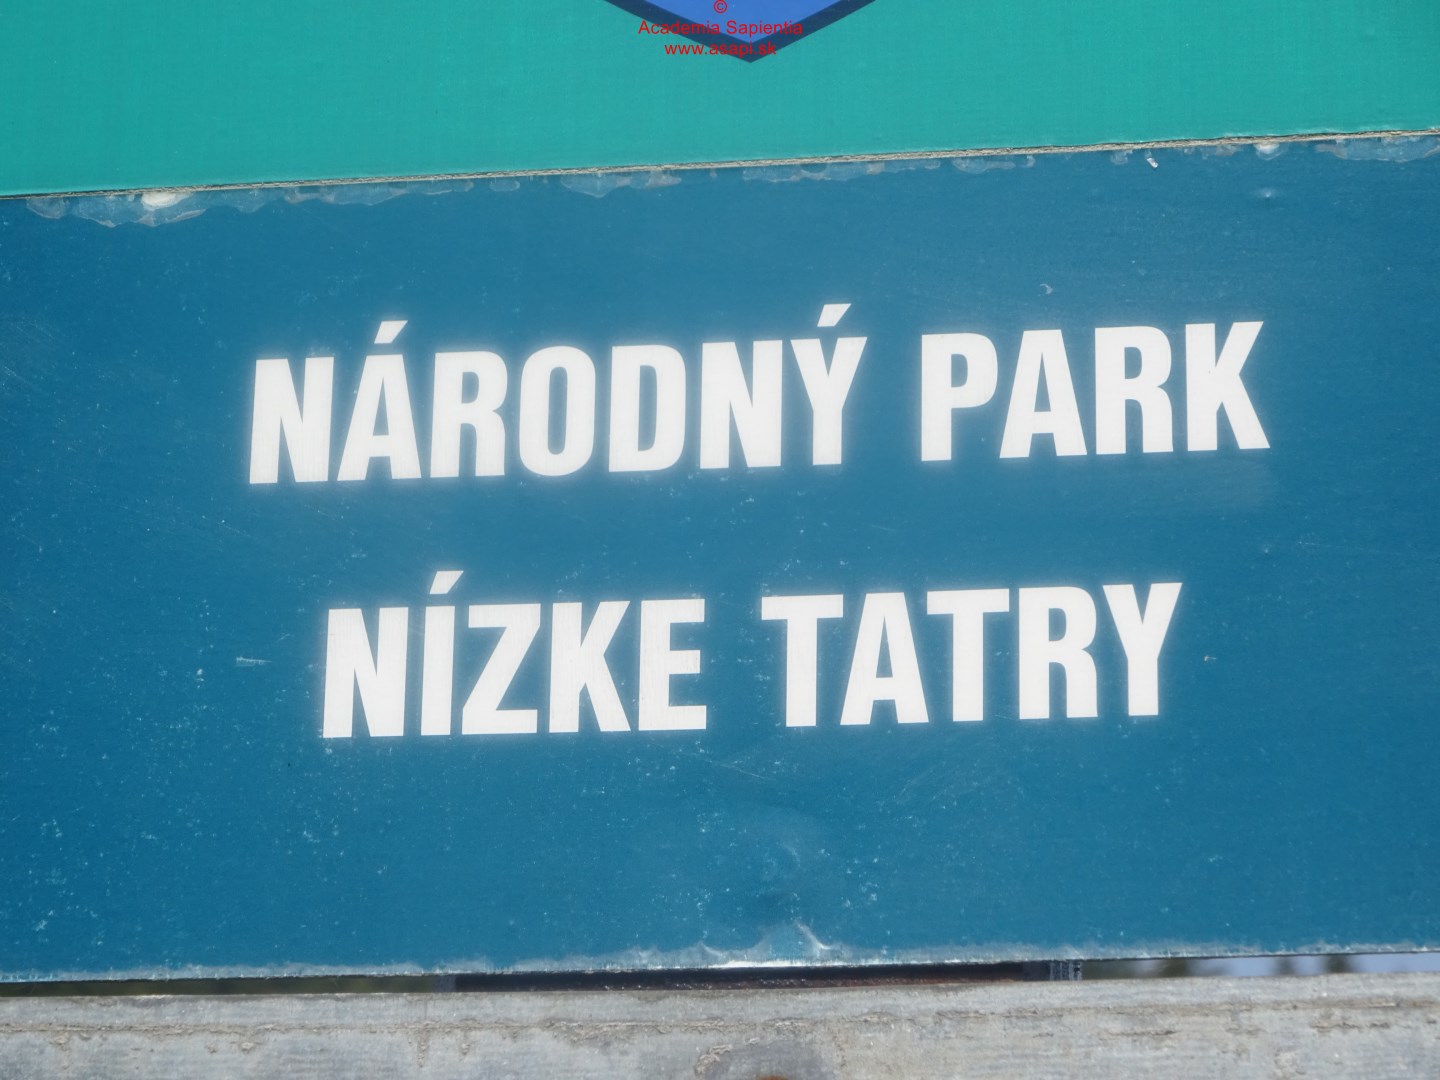 ©
Academia Sapientia
www.asapi.sk
NÁRODNÝ PARK
NÍZKE TATRY